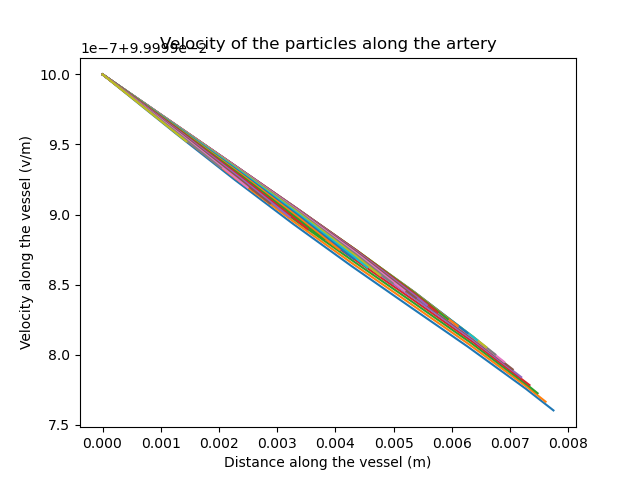 Velocity of the particles along the artery
1e−7+9.9999e−2
10.0
9.5
9.0
8.5
8.0
7.5
Velocity along the vessel (v/m)
0.000 0.001 0.002 0.003 0.004 0.005 0.006 0.007 0.008
Distance along the vessel (m)